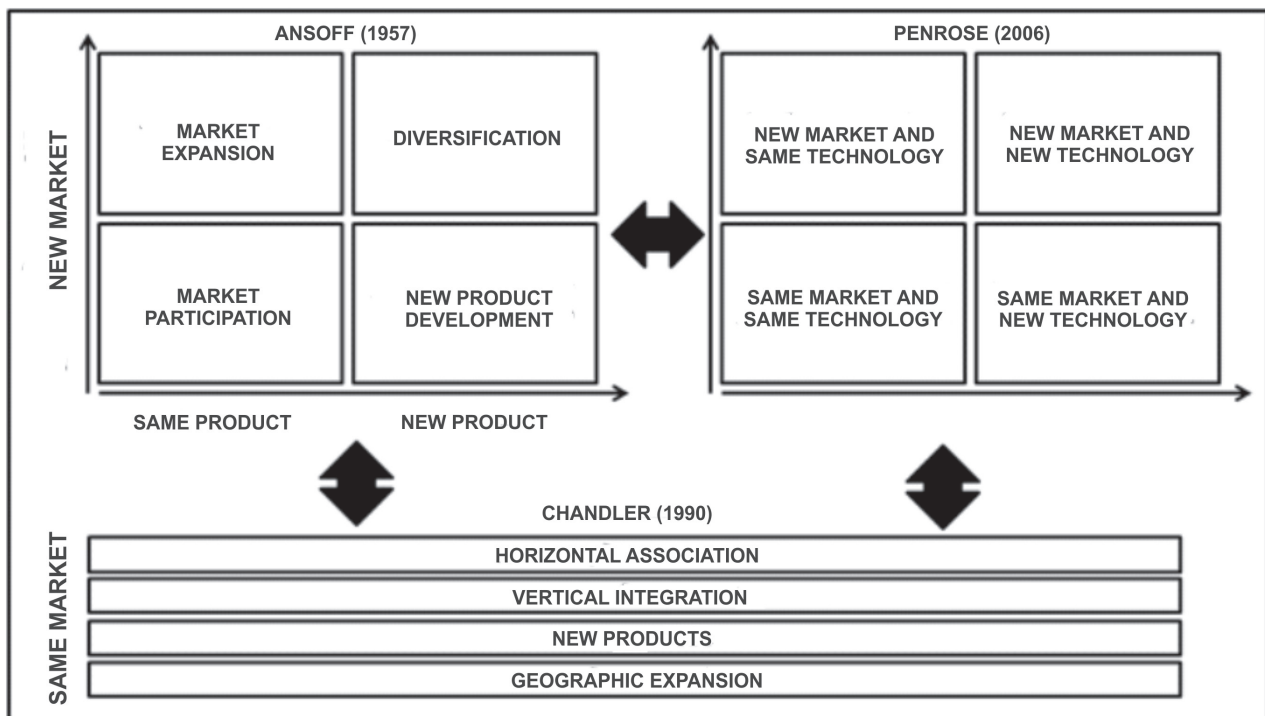 ANSOFF (1957)
NEW MARKET
MARKET
EXPANSION
DIVERSIFICATION
MARKET
PARTICIPATION
NEW PRODUCT
DEVELOPMENT
SAME PRODUCT
NEW PRODUCT
PENROSE (2006)
NEW MARKET AND
SAME TECHNOLOGY
NEW MARKET AND
NEW TECHNOLOGY
SAME MARKET AND
SAME TECHNOLOGY
SAME MARKET AND
NEW TECHNOLOGY
CHANDLER (1990)
SAME MARKET
HORIZONTAL ASSOCIATION
VERTICAL INTEGRATION
NEW PRODUCTS
GEOGRAPHIC EXPANSION